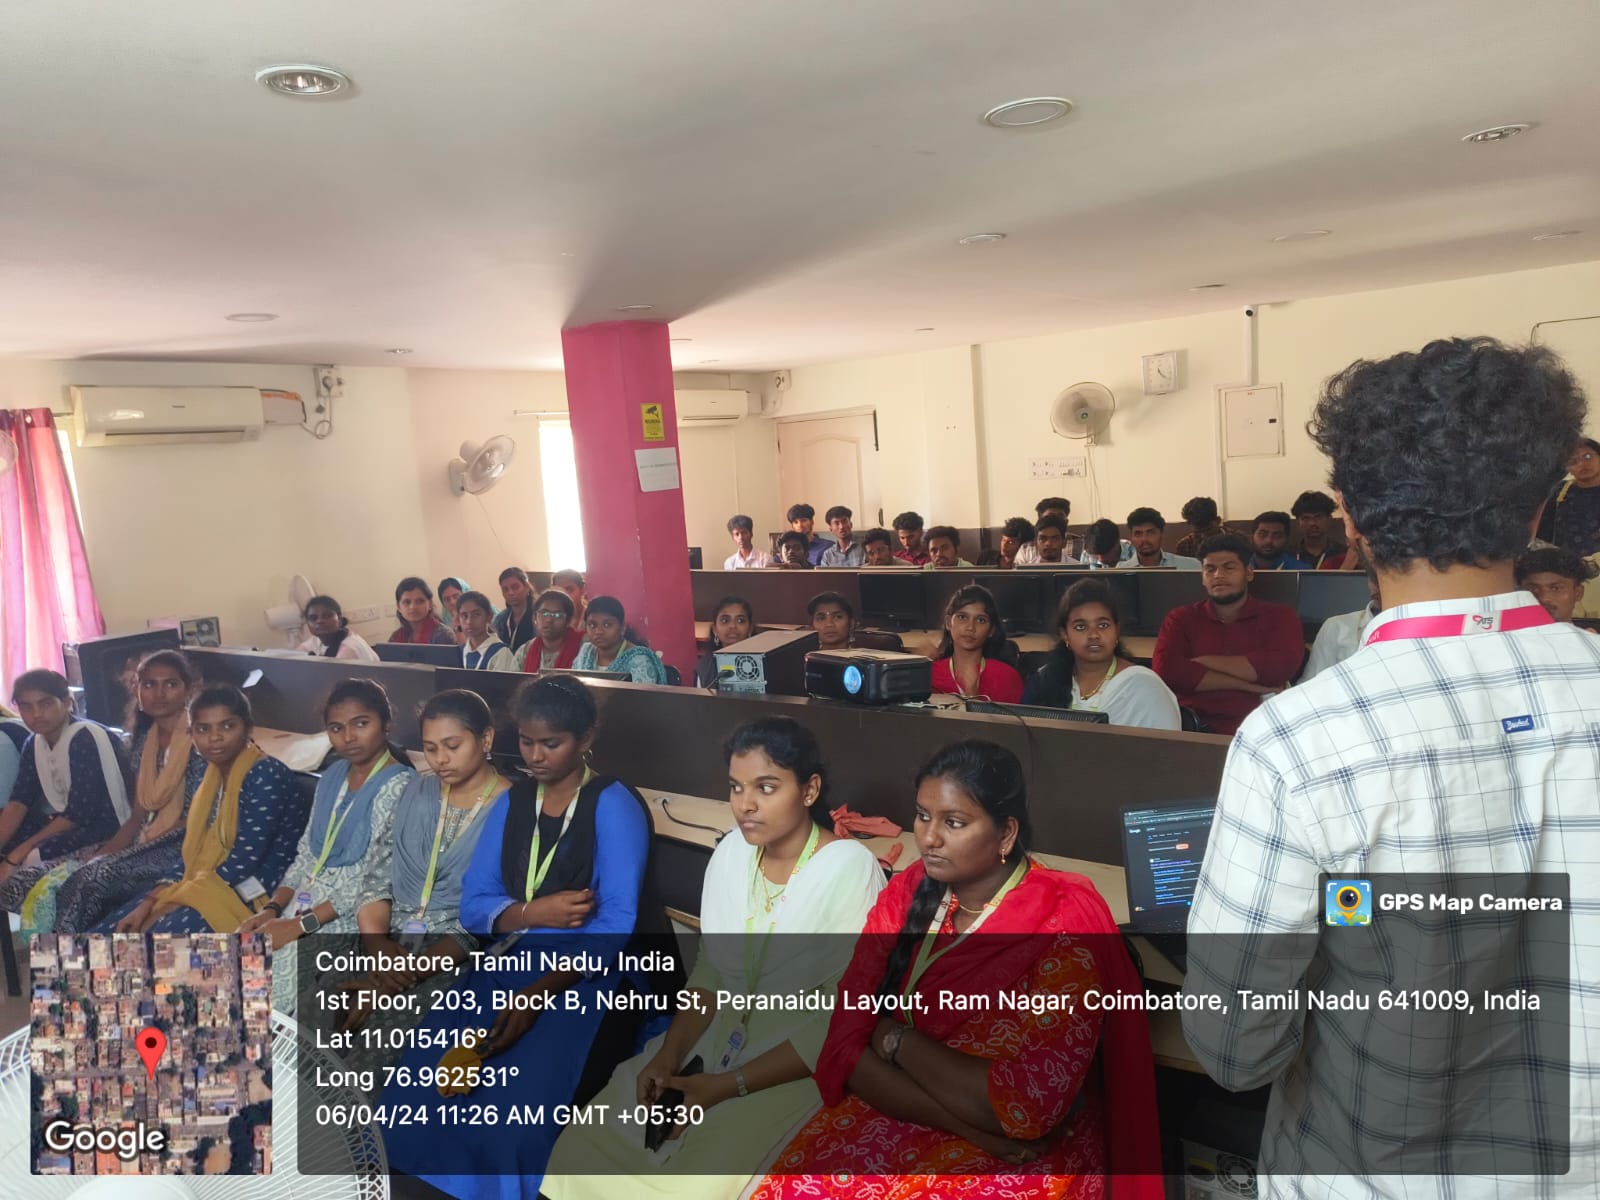 GPS Map Camera
Coimbatore, Tamil Nadu, India
1st Floor, 203, Block B, Nehru St, Peranaidu Layout, Ram Nagar, Coimbatore, Tamil Nadu 641009, India
Lat 11.015416°
Long 76.962531°
06/04/24 11:26 AM GMT +05:30
Google